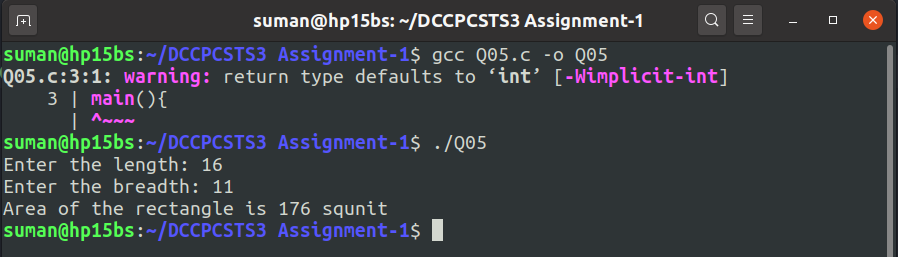 suman@hp15bs: ~/DCCPCSTS3 Assignment-1
suman@hp15bs:~/DCCPCSTS3 Assignment-1$ gcc Q05.c -o Q05
Q05.c:3:1: warning: return type defaults to ‘int’ [-Wimplicit-int]
    3 | main(){
      | ^~~~
suman@hp15bs:~/DCCPCSTS3 Assignment-1$ ./Q05
Enter the length: 16
Enter the breadth: 11
Area of the rectangle is 176 squnit
suman@hp15bs:~/DCCPCSTS3 Assignment-1$